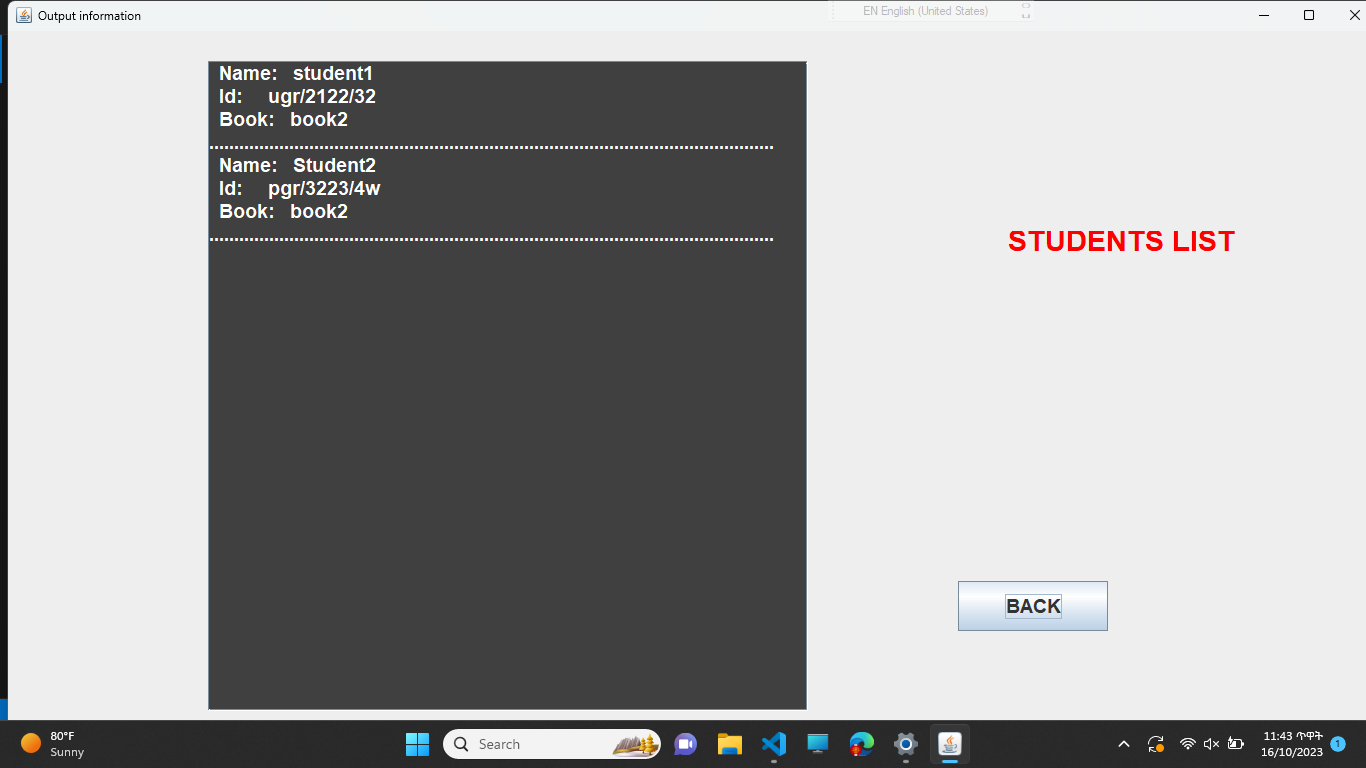 Output information
EN English (United States)
Name: student1
Id: ugr/2122/32
Book: book2
................................................................................................................
Name: Student2
Id: pgr/3223/4w
Book: book2
................................................................................................................
STUDENTS LIST
BACK
80°F
Sunny
Search
11:43 ጥዋት
16/10/2023
1